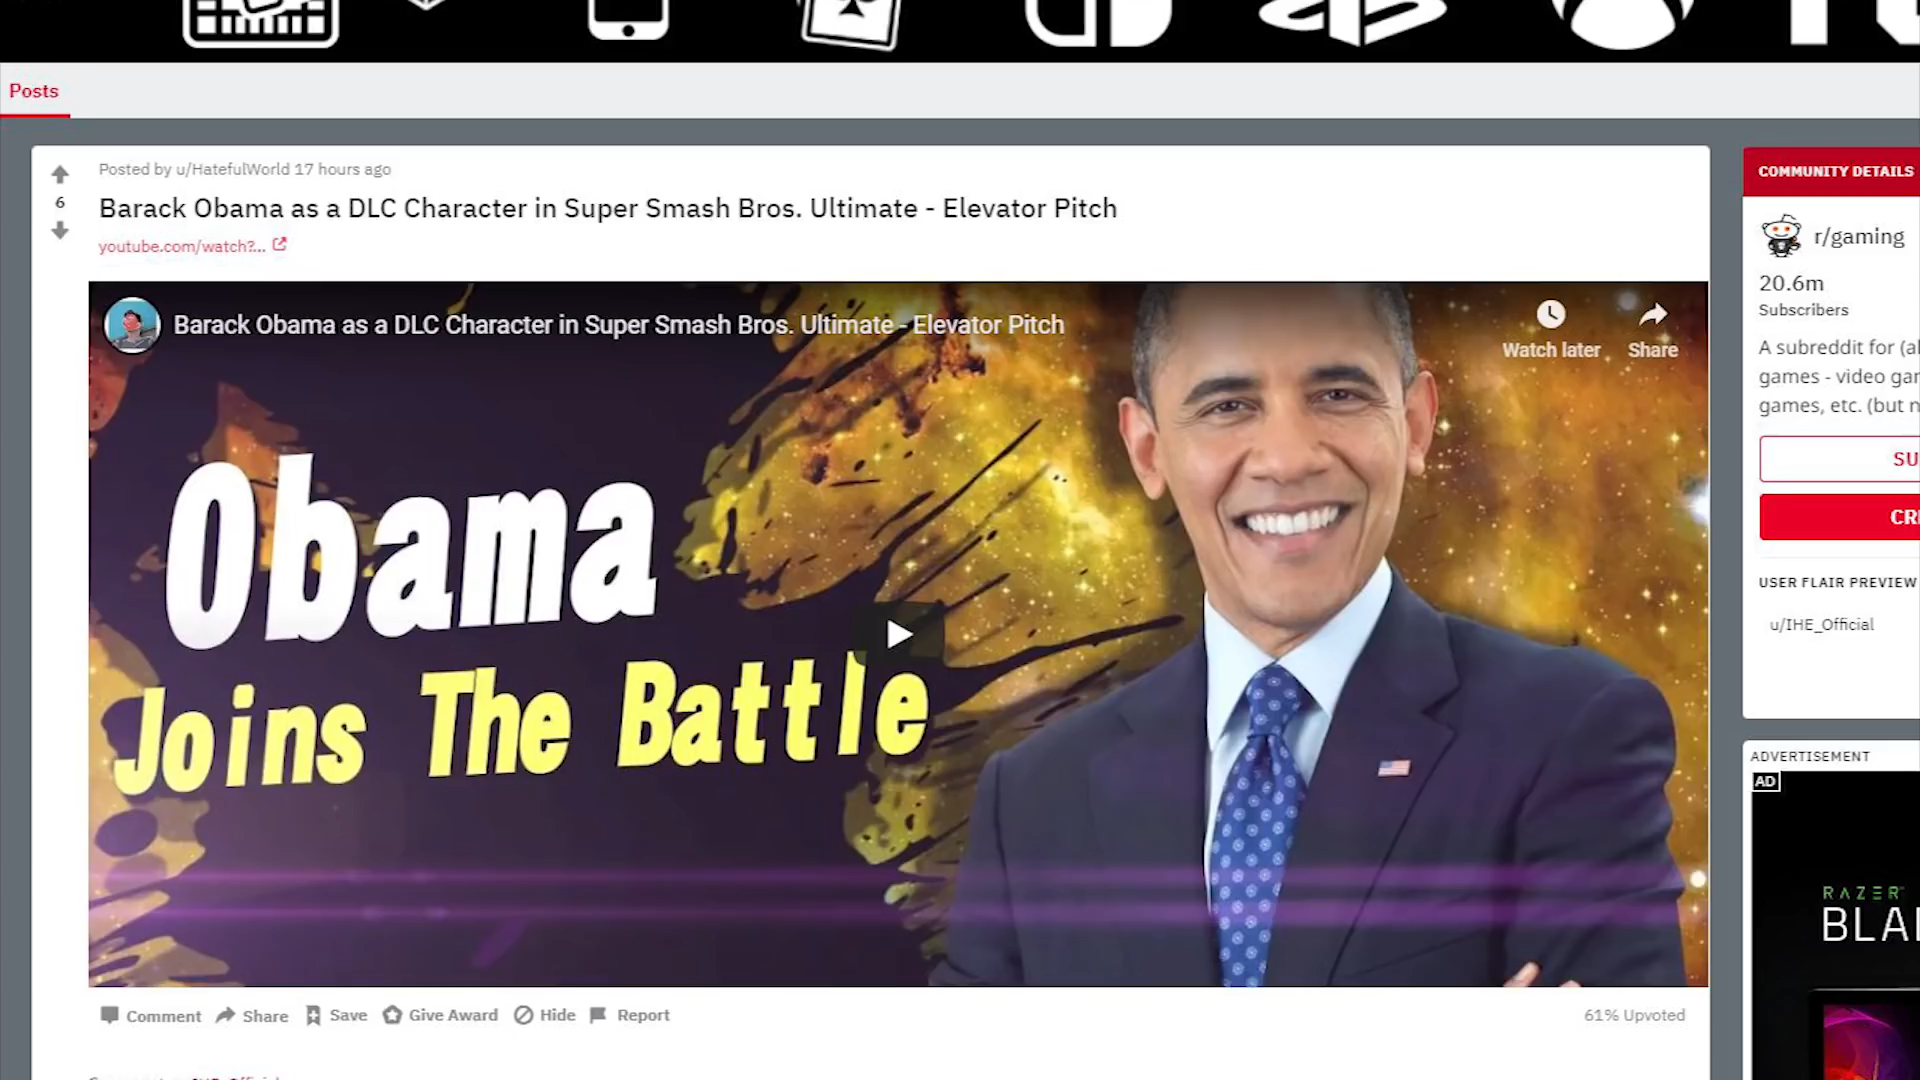 Posts
Posted by u/HatefulWorld 17 hours ago
6
Barack Obama as a DLC Character in Super Smash Bros. Ultimate - Elevator Pitch
youtube.com/watch?...
Barack Obama as a DLC Character in Super Smash Bros. Ultimate - Elevator Pitch
Watch later
Share
Obama
Joins The Battle
Comment
Share
Save
Give Award
Hide
Report
61% Upvoted
COMMUNITY DETAILS
r/gaming
20.6m
Subscribers
A subreddit for (al
games - video gar
games, etc. (but n
SU
CRE
USER FLAIR PREVIEW
u/IHE_Official
ADVERTISEMENT
AD
RAZER
BLA